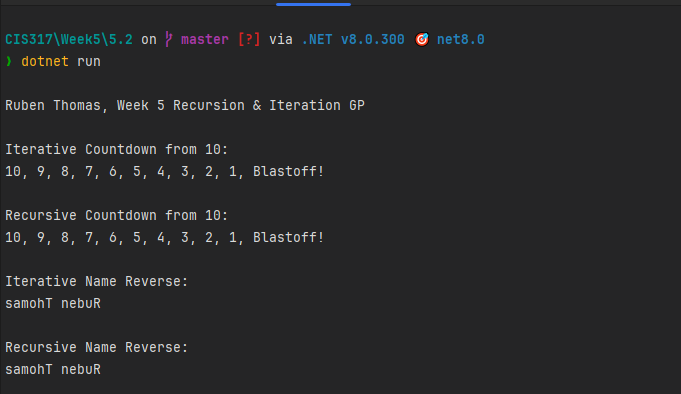 CIS317\Week5\5.2 on master [?] via .NET v8.0.300 🎯 net8.0
❯ dotnet run
Ruben Thomas, Week 5 Recursion & Iteration GP
Iterative Countdown from 10:
10, 9, 8, 7, 6, 5, 4, 3, 2, 1, Blastoff!
Recursive Countdown from 10:
10, 9, 8, 7, 6, 5, 4, 3, 2, 1, Blastoff!
Iterative Name Reverse:
samohT nebuR
Recursive Name Reverse:
samohT nebuR